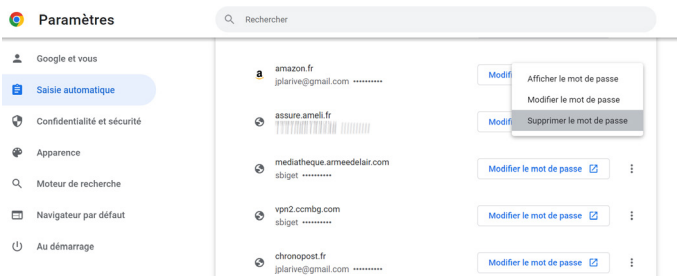 Paramètres
Rechercher
Google et vous
Saisie automatique
Confidentialité et sécurité
Apparence
Moteur de recherche
Navigateur par défaut
Au démarrage
amazon.fr
jplarive@gmail.com ••••••••••
Modifi
Afficher le mot de passe
Modifier le mot de passe
Supprimer le mot de passe
assure.ameli.fr
Modifi
mediatheque.armeedelair.com
sbiget ••••••••••
Modifier le mot de passe
vpn2.ccmbg.com
sbiget ••••••••••
Modifier le mot de passe
chronopost.fr
jplarive@gmail.com ••••••••••
Modifier le mot de passe